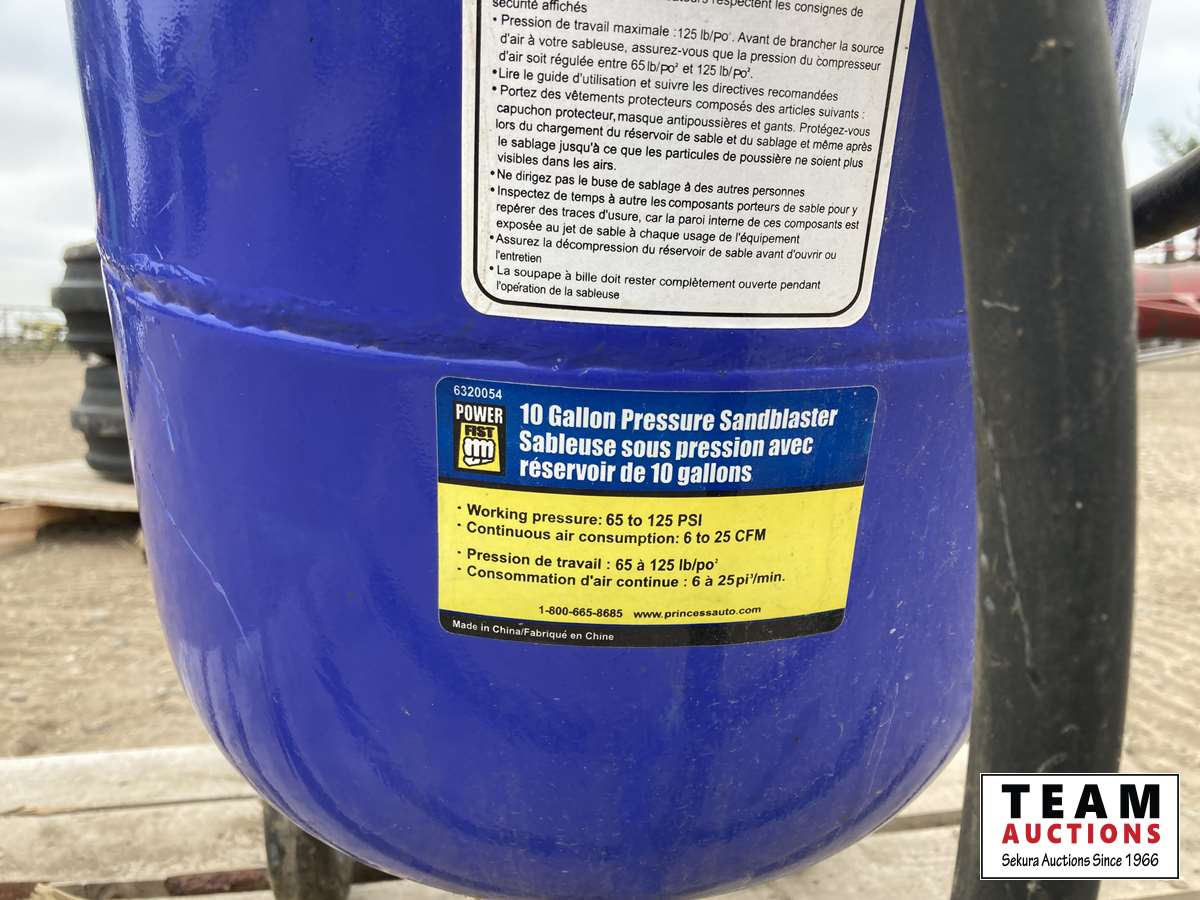 respectent les consignes de
sécurité affichés
• Pression de travail maximale :125 lb/po². Avant de brancher la source
d'air à votre sableuse, assurez-vous que la pression du compresseur
d'air soit régulée entre 65 lb/po² et 125 lb/po².
• Lire le guide d'utilisation et suivre les directives recomandées
• Portez des vêtements protecteurs composés des articles suivants :
capuchon protecteur, masque antipoussières et gants. Protégez-vous
lors du chargement du réservoir de sable et du sablage et même après
le sablage jusqu'à ce que les particules de poussière ne soient plus
visibles dans les airs.
• Ne dirigez pas le buse de sablage à des autres personnes
• Inspectez de temps à autre les composants porteurs de sable pour y
repérer des traces d'usure, car la paroi interne de ces composants est
exposée au jet de sable à chaque usage de l'équipement
• Assurez la décompression du réservoir de sable avant d'ouvrir ou
l'entretien
• La soupape à bille doit rester complètement ouverte pendant
l'opération de la sableuse
6320054
POWER
FIST
10 Gallon Pressure Sandblaster
Sableuse sous pression avec
réservoir de 10 gallons
· Working pressure: 65 to 125 PSI
· Continuous air consumption: 6 to 25 CFM
· Pression de travail : 65 à 125 lb/po²
· Consommation d'air continue : 6 à 25 pi³/min.
1-800-665-8685 www.princessauto.com
Made in China/Fabriqué en Chine
TEAM
AUCTIONS
Sekura Auctions Since 1966